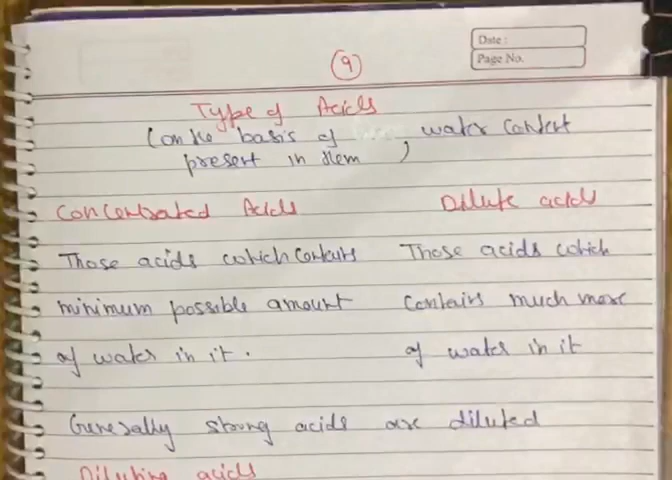 Date :
Page No.
9
Type of Acids
(on the basis of water content
present in them )
Concentrated Acids Dilute acids
Those acids which contains Those acids which
minimum possible amount contains much more
of water in it. of water in it
Generally strong acids are diluted
Diluting acids